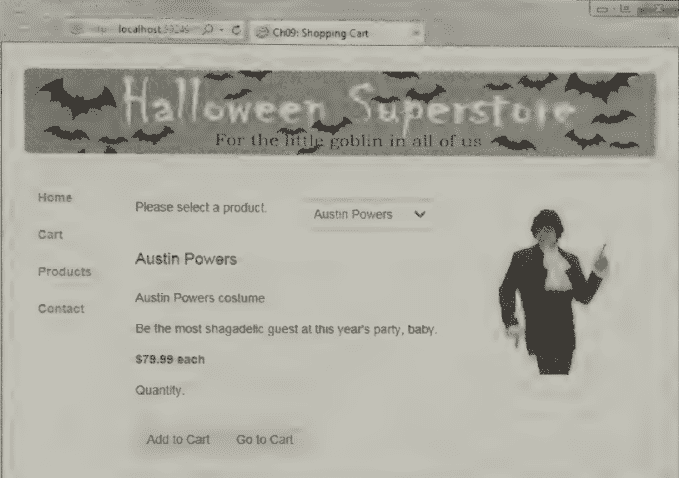 localhost
Ch09: Shopping Cart
Halloween Superstore
For the little goblin in all of us
Home
Cart
Products
Contact
Please select a product.
Austin Powers
Austin Powers
Austin Powers costume
Be the most shagadelic guest at this year's party, baby.
$79.99 each
Quantity.
Add to Cart
Go to Cart